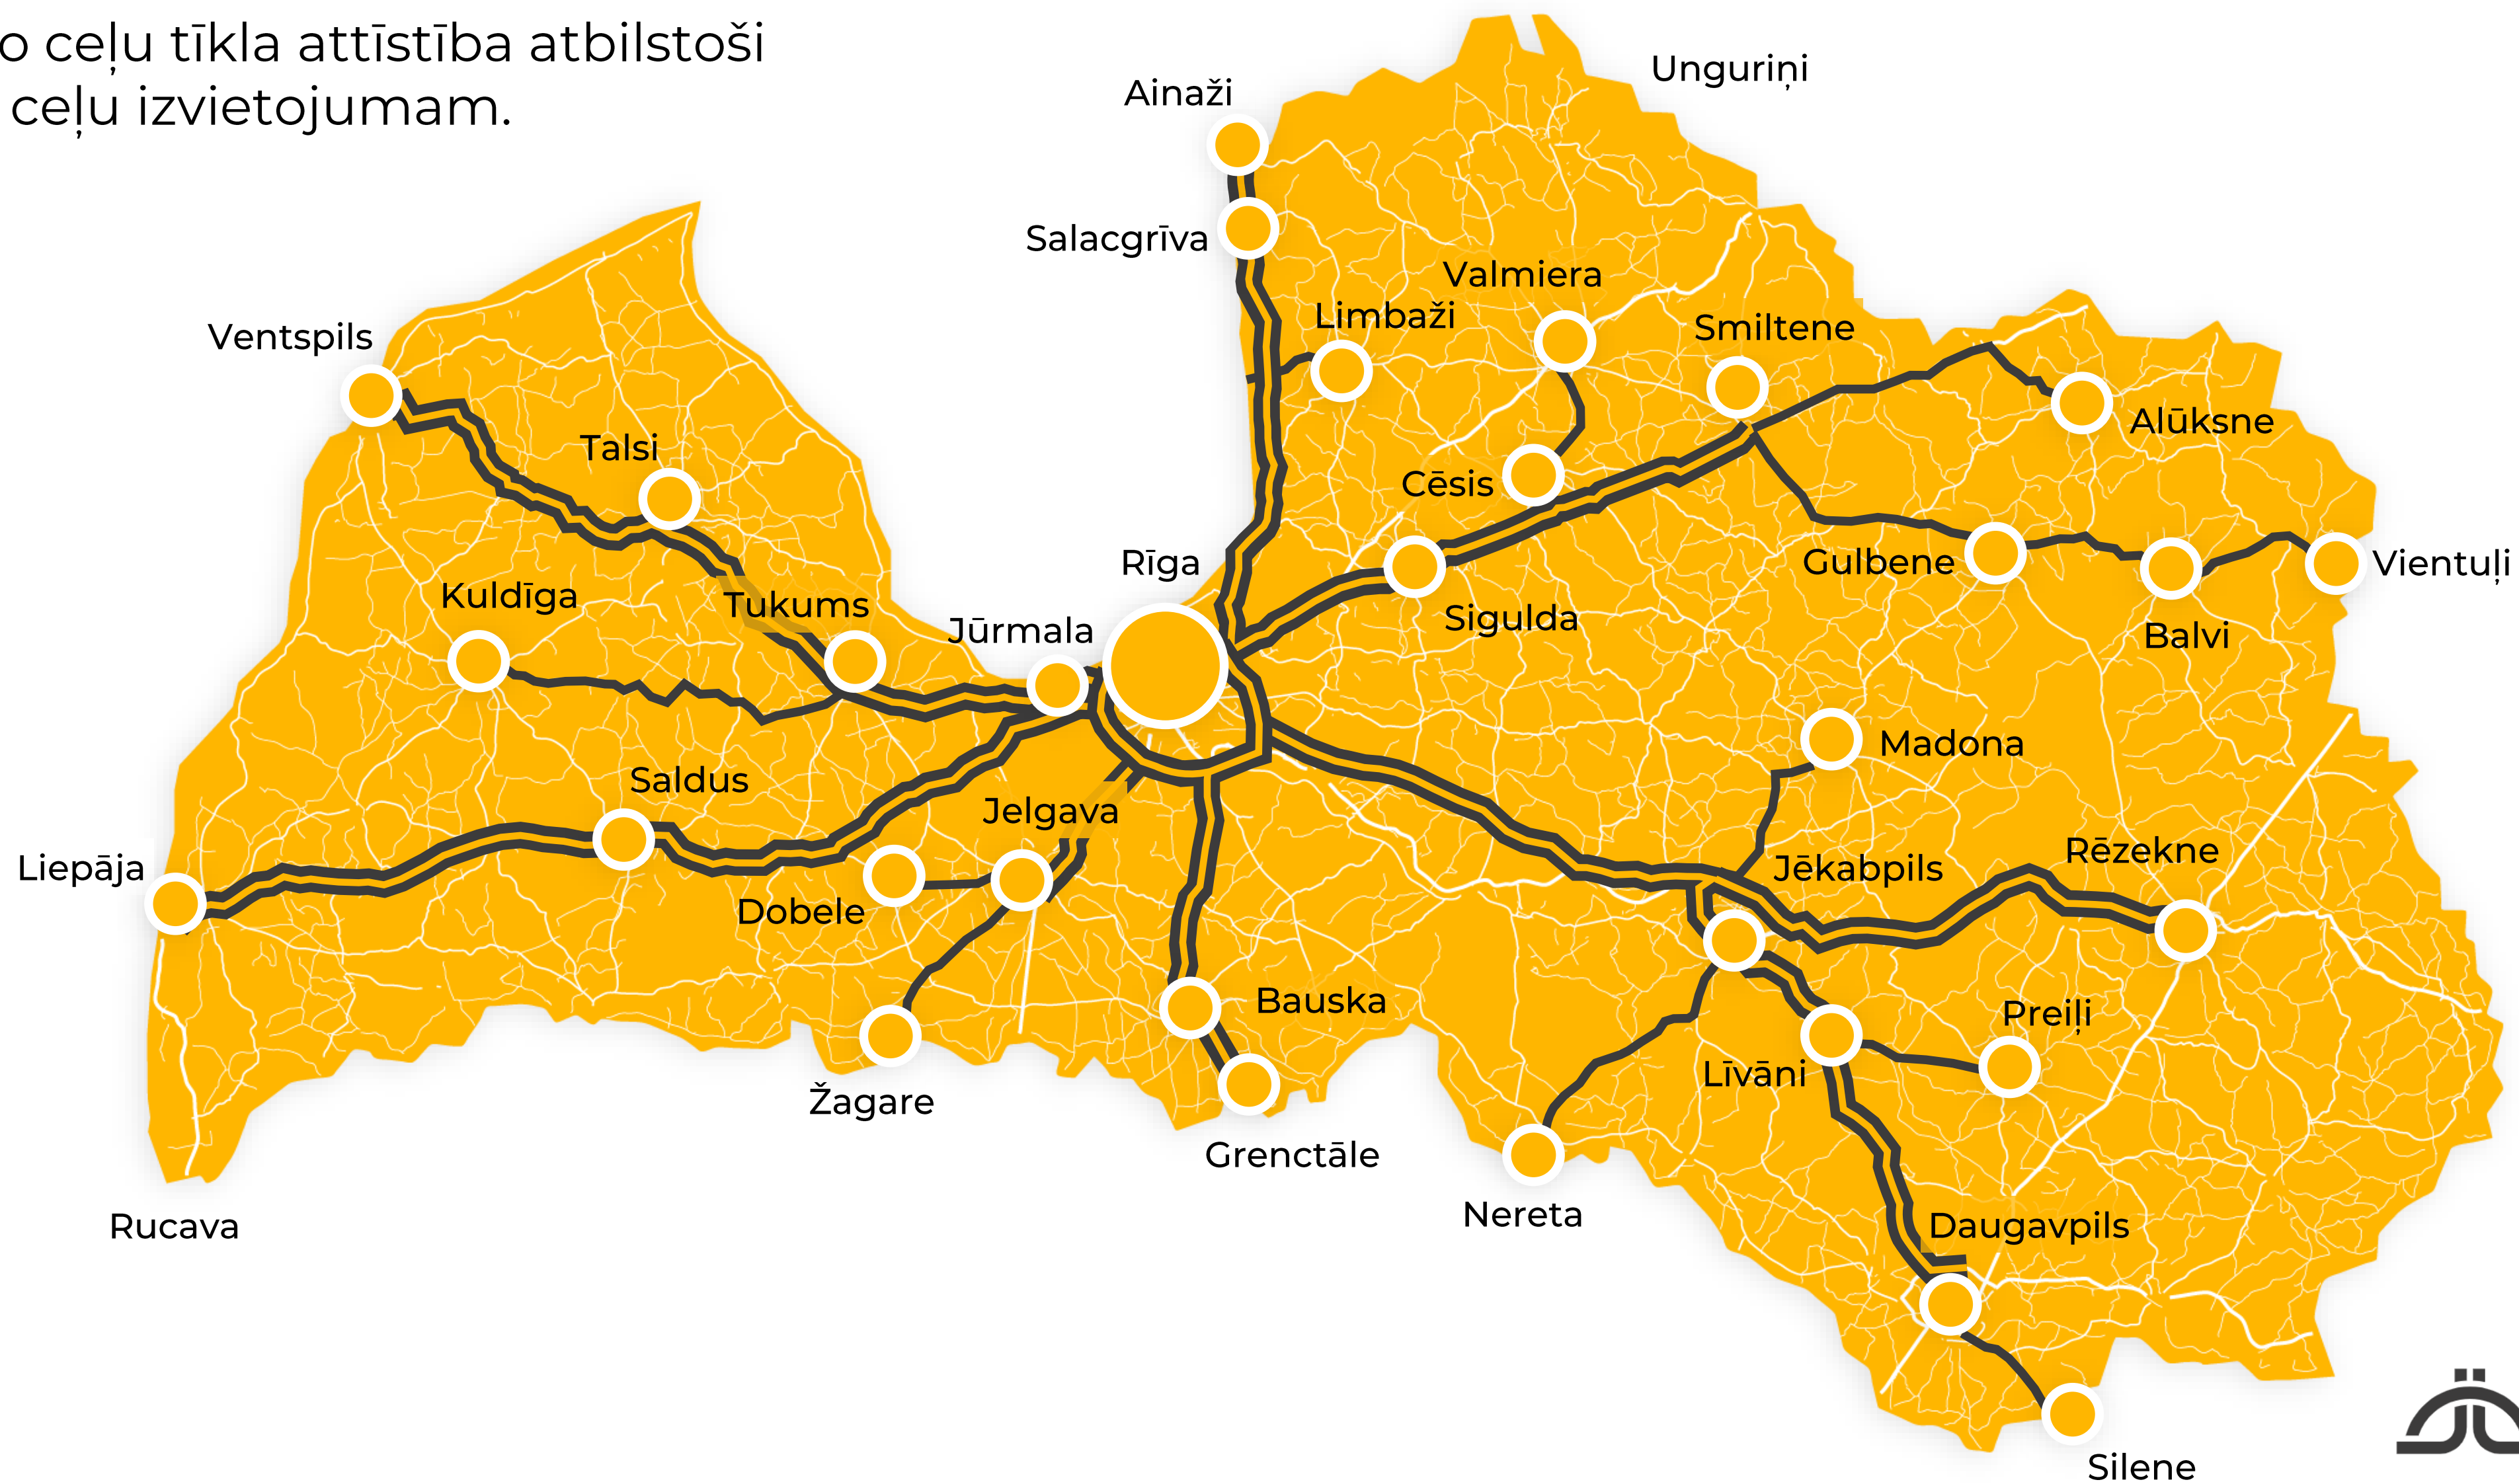 o ceļu tīkla attīstība atbilstoši
ceļu izvietojumam.
Unguriņi
Ainaži
Salacgrīva
Valmiera
Limbaži
Smiltene
Ventspils
Alūksne
Talsi
Cēsis
Rīga
Gulbene
Vientuļi
Kuldīga
Tukums
Sigulda
Jūrmala
Balvi
Madona
Saldus
Jelgava
Rēzekne
Liepāja
Jēkabpils
Dobele
Bauska
Preiļi
Līvāni
Žagare
Grenctāle
Nereta
Rucava
Daugavpils
Silene